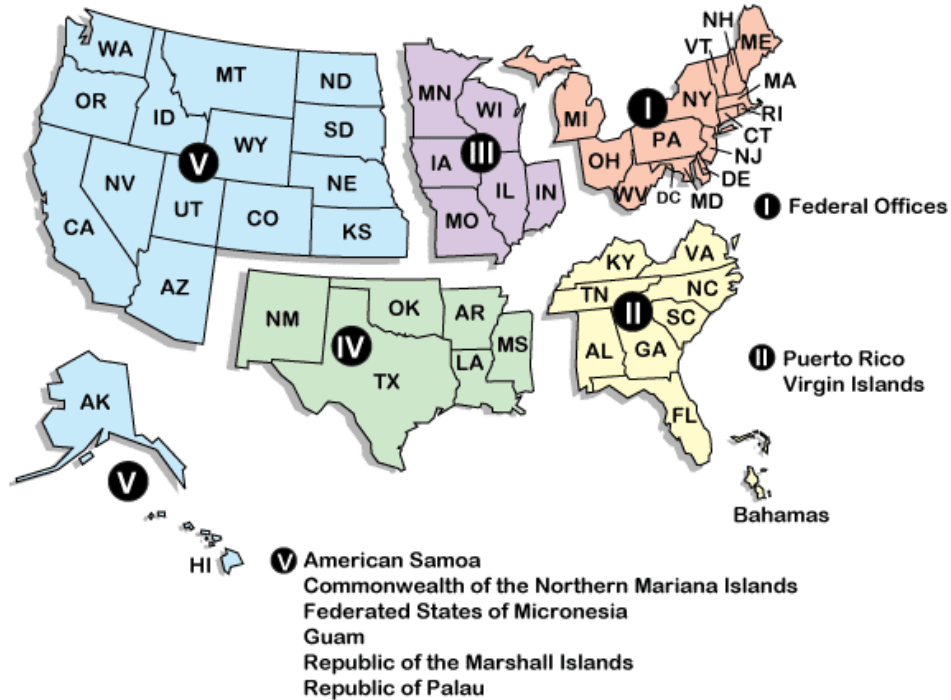 NH
VT
ME
WA
MT
ND
MN
WI
NY
MA
OR
ID
SD
MI
I
RI
CT
V
WY
IA
III
PA
NJ
NV
NE
OH
DE
UT
IL
IN
WV
DC
MD
CA
CO
KS
MO
I Federal Offices
AZ
KY
VA
TN
NC
NM
OK
AR
II
SC
IV
MS
AL
GA
II Puerto Rico
Virgin Islands
TX
LA
AK
FL
V
Bahamas
HI
V American Samoa
Commonwealth of the Northern Mariana Islands
Federated States of Micronesia
Guam
Republic of the Marshall Islands
Republic of Palau